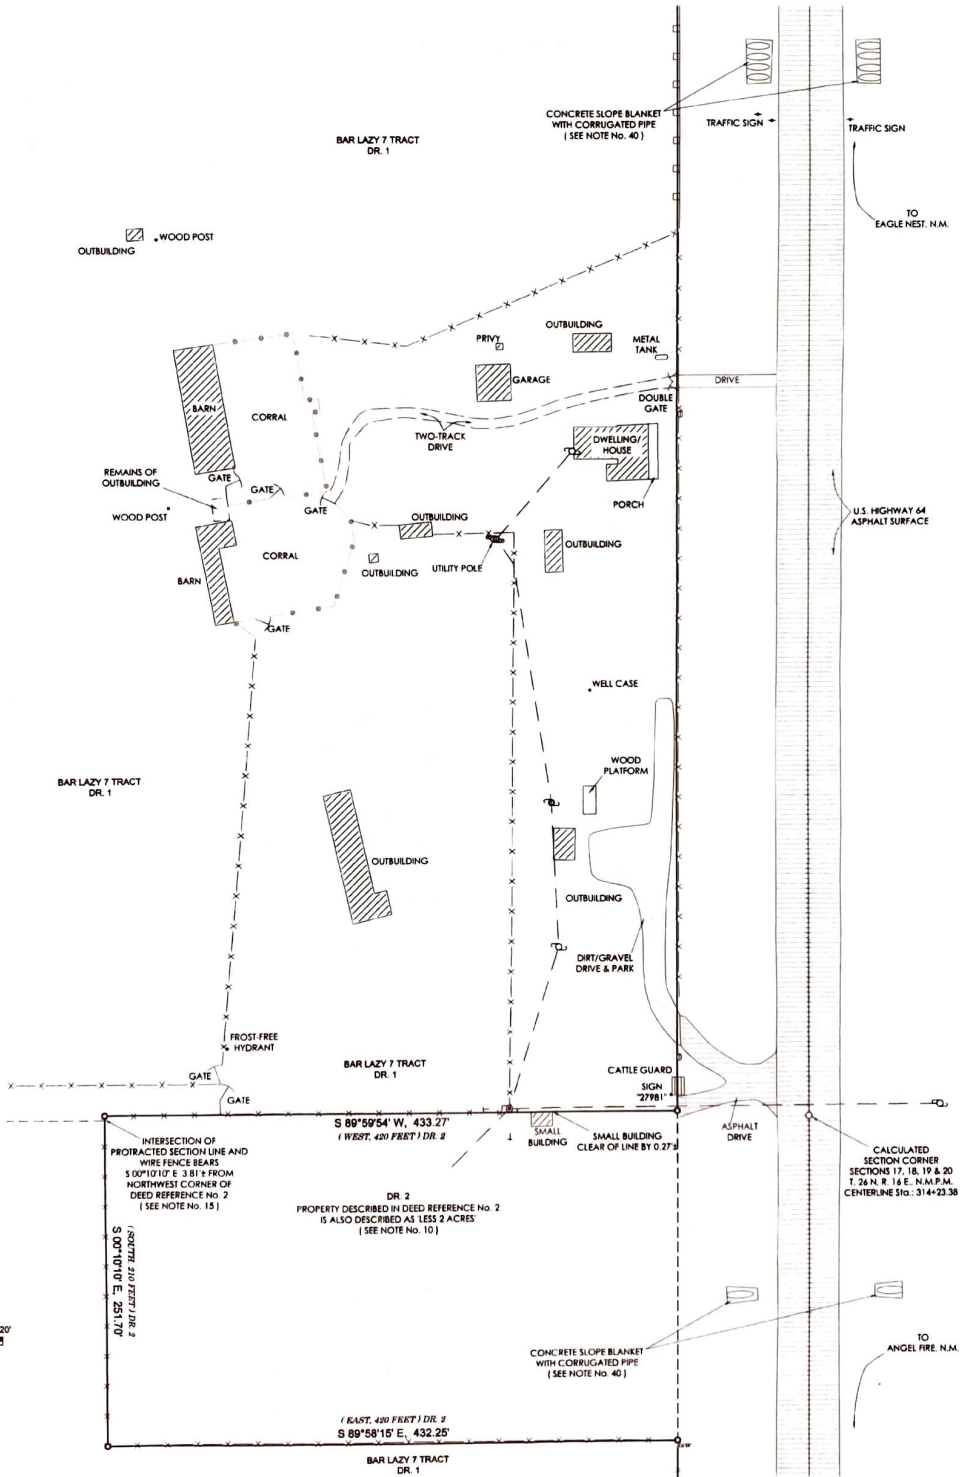 CONCRETE SLOPE BLANKET
WITH CORRUGATED PIPE
( SEE NOTE No. 40 )
TRAFFIC SIGN
TRAFFIC SIGN
BAR LAZY 7 TRACT
DR. 1
TO
EAGLE NEST, N.M.
WOOD POST
OUTBUILDING
OUTBUILDING
PRIVY
METAL
TANK
GARAGE
DRIVE
DOUBLE
GATE
BARN
CORRAL
TWO-TRACK
DRIVE
DWELLING/
HOUSE
REMAINS OF
OUTBUILDING
GATE
GATE
GATE
PORCH
WOOD POST
OUTBUILDING
U.S. HIGHWAY 64
ASPHALT SURFACE
CORRAL
OUTBUILDING
BARN
OUTBUILDING
UTILITY POLE
GATE
WELL CASE
WOOD
PLATFORM
BAR LAZY 7 TRACT
DR. 1
OUTBUILDING
OUTBUILDING
DIRT/GRAVEL
DRIVE & PARK
FROST-FREE
HYDRANT
BAR LAZY 7 TRACT
DR. 1
GATE
CATTLE GUARD
SIGN
"27981"
GATE
S 89°59'54" W, 433.27'
( WEST, 420 FEET ) DR. 2
SMALL
BUILDING
SMALL BUILDING
CLEAR OF LINE BY 0.27'±
ASPHALT
DRIVE
INTERSECTION OF
PROTRACTED SECTION LINE AND
WIRE FENCE BEARS
S 00°10'10" E 3.81'± FROM
NORTHWEST CORNER OF
DEED REFERENCE No. 2
( SEE NOTE No. 15 )
CALCULATED
SECTION CORNER
SECTIONS 17, 18, 19 & 20
T. 26 N. R. 16 E., N.M.P.M.
CENTERLINE Sta.: 314+23.38
DR. 2
PROPERTY DESCRIBED IN DEED REFERENCE No. 2
IS ALSO DESCRIBED AS 'LESS 2 ACRES'
( SEE NOTE No. 10 )
( SOUTH, 210 FEET ) DR. 2
S 00°10'10" E, 251.70'
20'
CONCRETE SLOPE BLANKET
WITH CORRUGATED PIPE
( SEE NOTE No. 40 )
TO
ANGEL FIRE, N.M.
( EAST, 420 FEET ) DR. 2
S 89°58'15" E, 432.25'
BAR LAZY 7 TRACT
DR. 1